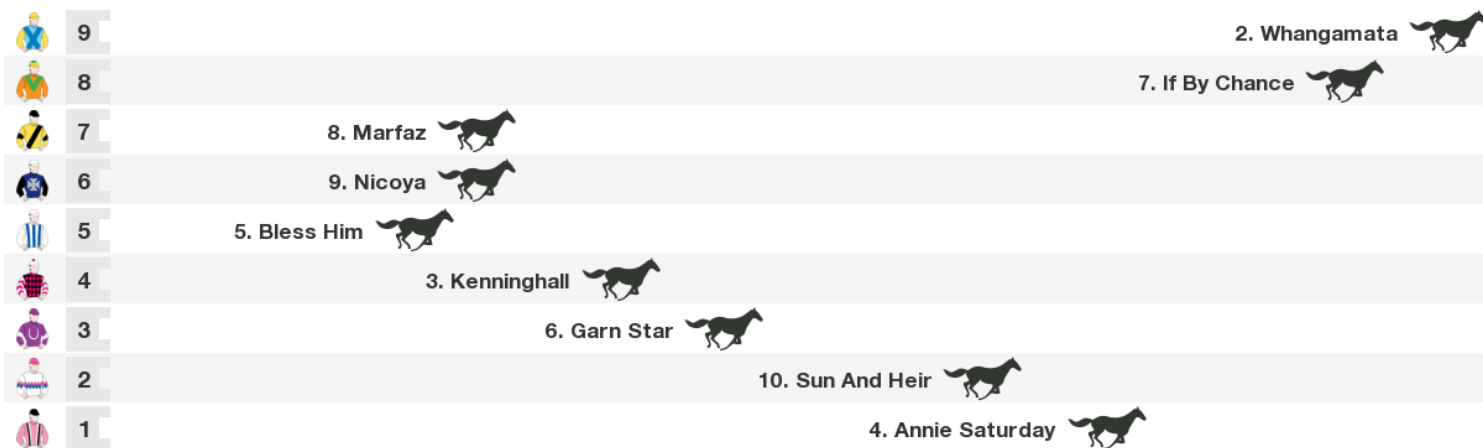 9 2. Whangamata
8 7. If By Chance
7 8. Marfaz
6 9. Nicoya
5 5. Bless Him
4 3. Kenninghall
3 6. Garn Star
2 10. Sun And Heir
1 4. Annie Saturday